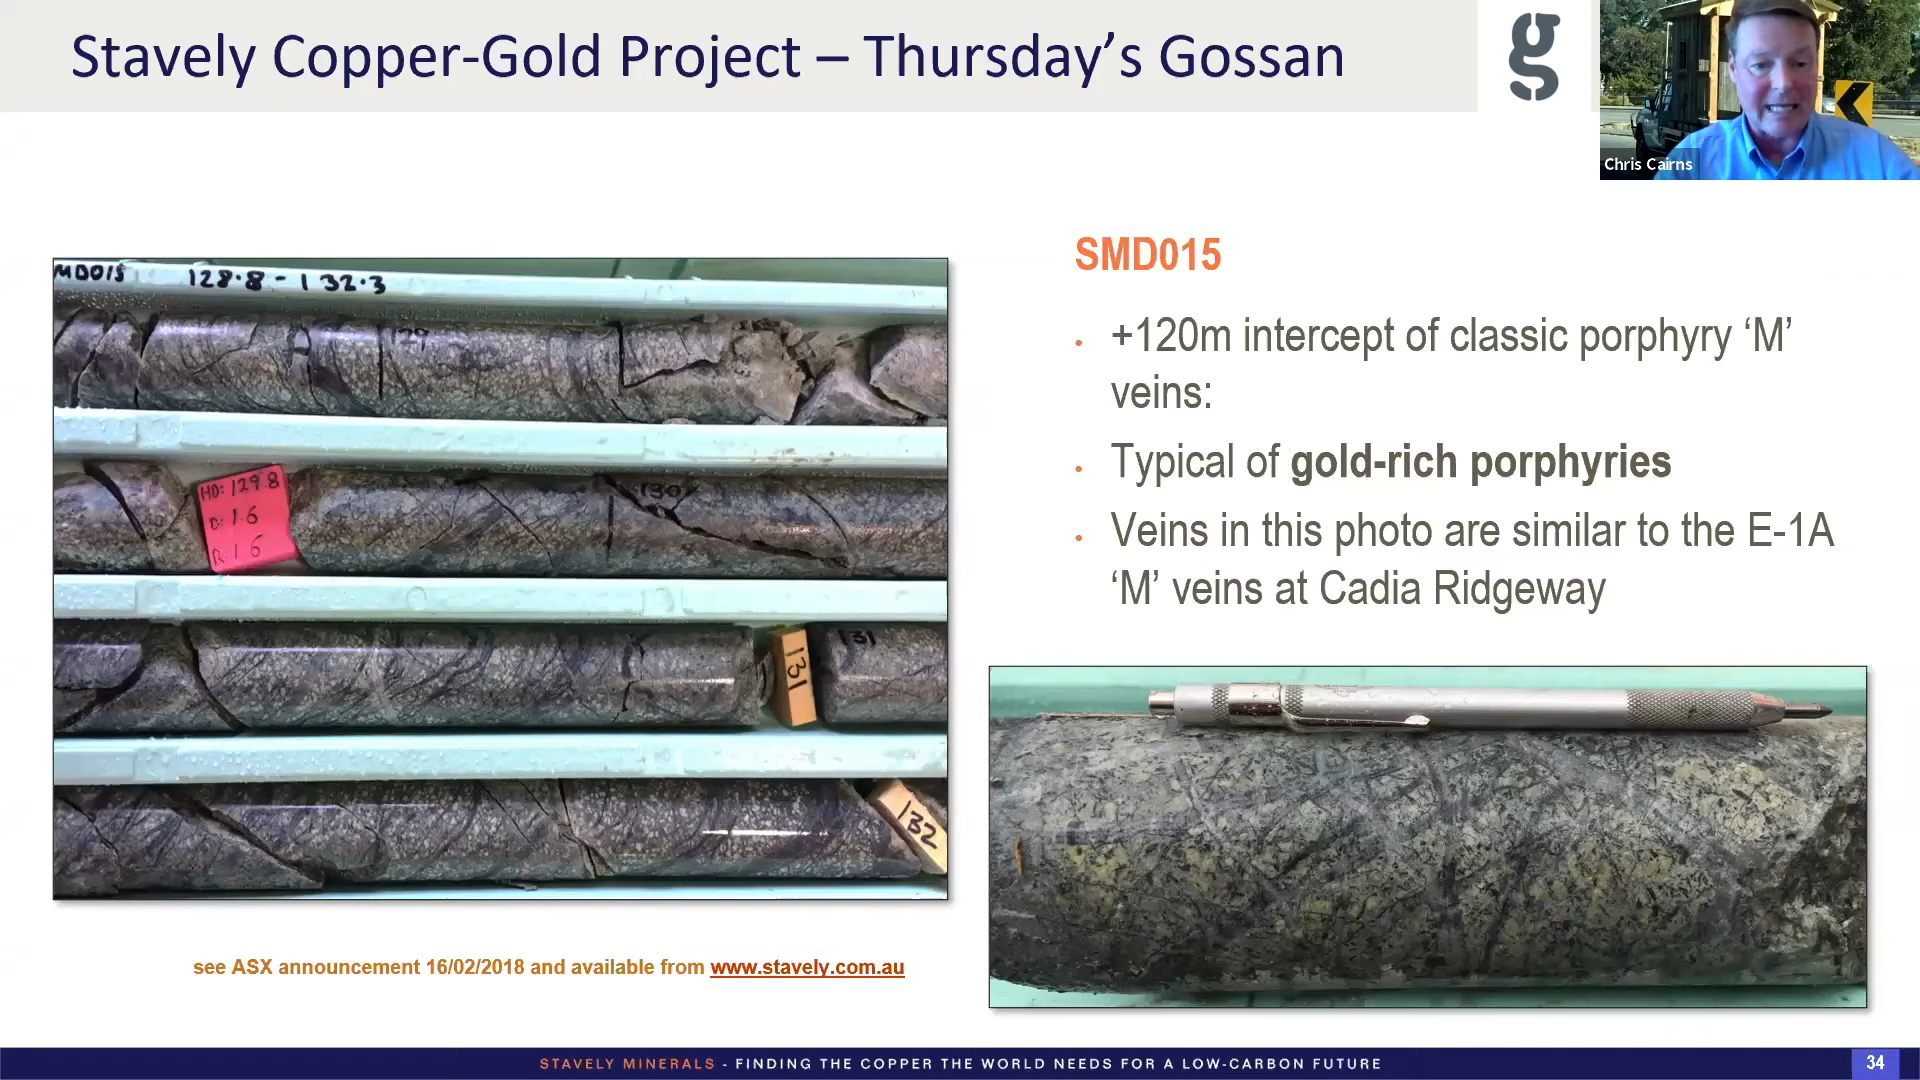 Stavely Copper-Gold Project – Thursday's Gossan
g
Chris Cairns
SMD015
+120m intercept of classic porphyry ‘M’
veins:
Typical of gold-rich porphyries
Veins in this photo are similar to the E-1A
‘M’ veins at Cadia Ridgeway
MD015 128.8 - 132.3
129
HD: 129.8
D: 1.6
R. 1 6
130
131
131
132
see ASX announcement 16/02/2018 and available from www.stavely.com.au
STAVELY MINERALS - FINDING THE COPPER THE WORLD NEEDS FOR A LOW-CARBON FUTURE
34